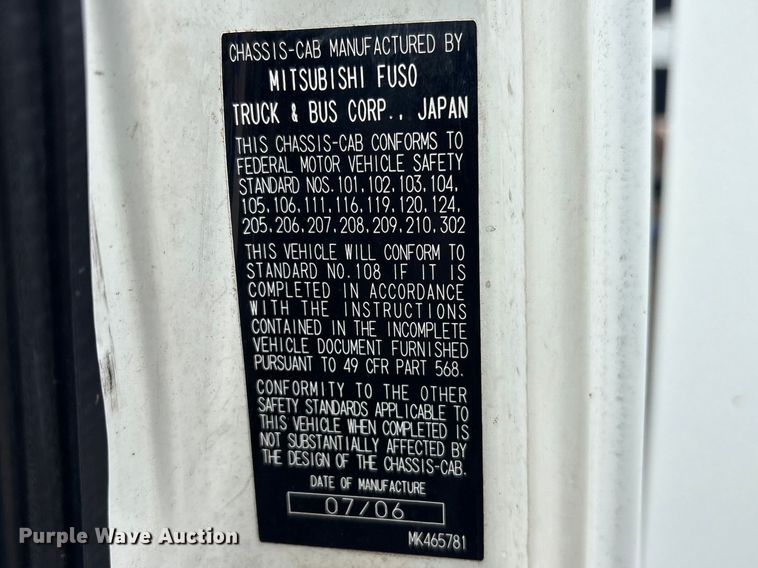 CHASSIS-CAB MANUFACTURED BY
MITSUBISHI FUSO
TRUCK & BUS CORP., JAPAN
THIS CHASSIS-CAB CONFORMS TO
FEDERAL MOTOR VEHICLE SAFETY
STANDARD NOS. 101, 102, 103, 104,
105, 106, 111, 116, 119, 120, 124,
205, 206, 207, 208, 209, 210, 302
THIS VEHICLE WILL CONFORM TO
STANDARD NO. 108 IF IT IS
COMPLETED IN ACCORDANCE
WITH THE INSTRUCTIONS
CONTAINED IN THE INCOMPLETE
VEHICLE DOCUMENT FURNISHED
PURSUANT TO 49 CFR PART 568.
CONFORMITY TO THE OTHER
SAFETY STANDARDS APPLICABLE TO
THIS VEHICLE WHEN COMPLETED IS
NOT SUBSTANTIALLY AFFECTED BY
THE DESIGN OF THE CHASSIS-CAB.
DATE OF MANUFACTURE
07/06
MK465781
Purple Wave Auction